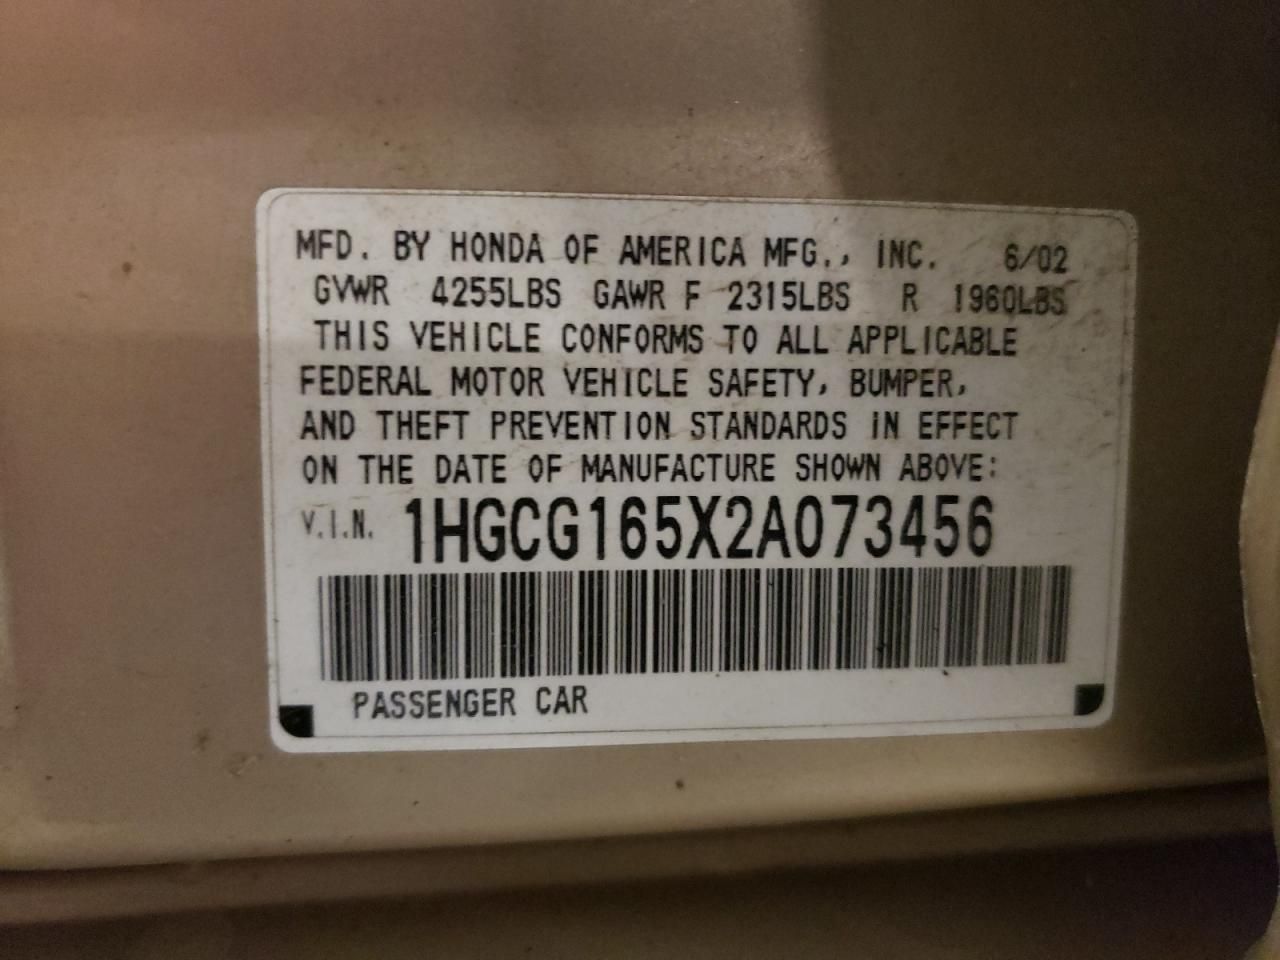 MFD. BY HONDA OF AMERICA MFG., INC. 6/02
GVWR 4255LBS GAWR F 2315LBS R 1960LBS
THIS VEHICLE CONFORMS TO ALL APPLICABLE
FEDERAL MOTOR VEHICLE SAFETY, BUMPER,
AND THEFT PREVENTION STANDARDS IN EFFECT
ON THE DATE OF MANUFACTURE SHOWN ABOVE:
V.I.N. 1HGCG165X2A073456
PASSENGER CAR